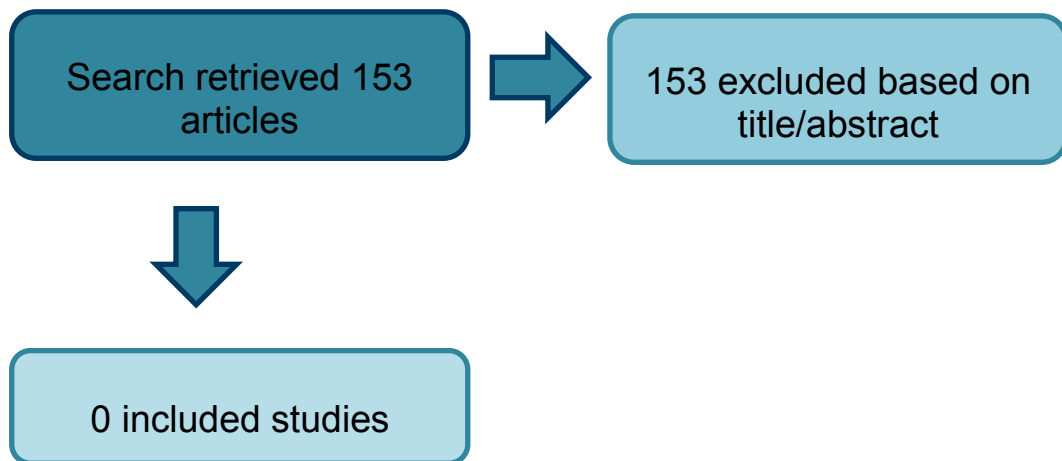 Search retrieved 153
articles
153 excluded based on
title/abstract
0 included studies